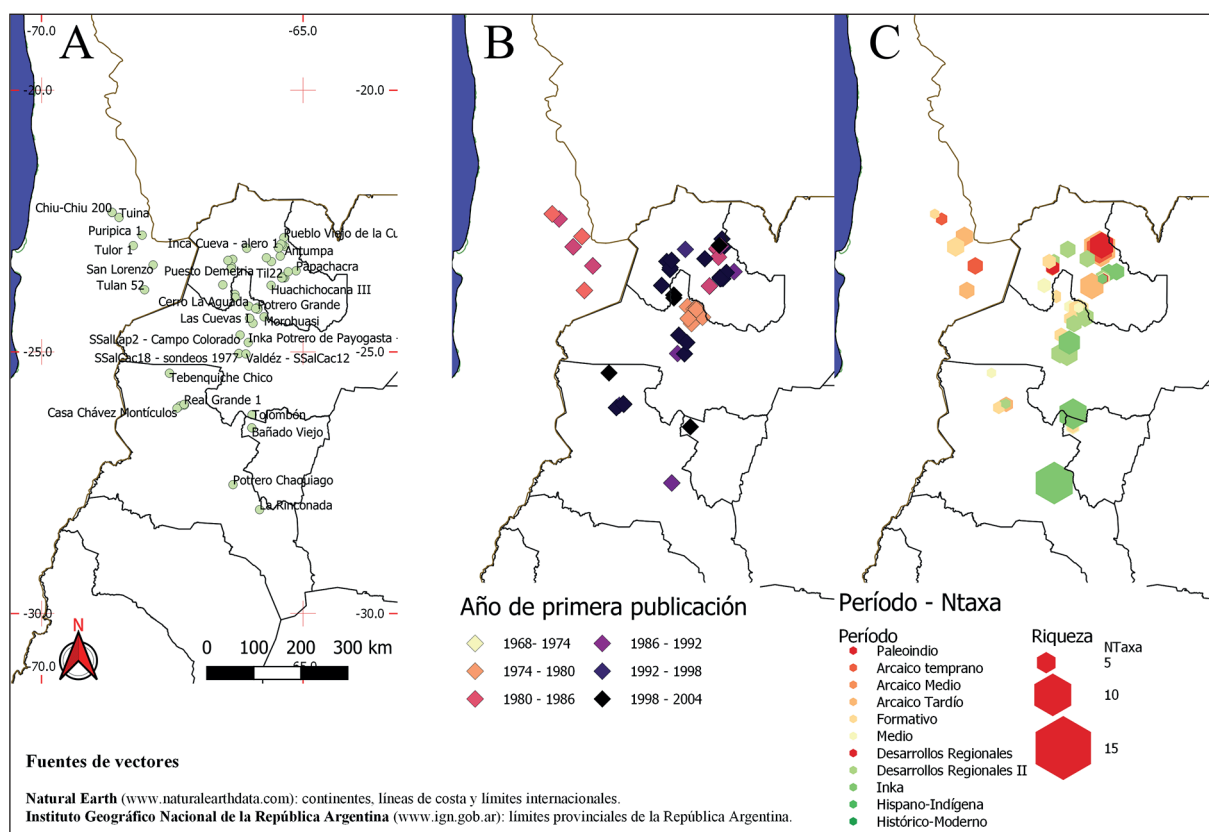 A
B
C
-70.0
-65.0
-20.0
-20.0
Chiu-Chiu 200
Tuina
Puripica 1
Tulor 1
San Lorenzo
Tulan 52
Inca Cueva - alero 1
Pueblo Viejo de la Cu
Antumpa
Puesto Demetria
Til22
Papachacra
Huachichocana III
Cerro La Aguada
Potrero Grande
Las Cuevas I
Morohuasi
SSalLap2 - Campo Colorado
Inka Potrero de Payogasta -
-25.0
-25.0
SSalCac18 - sondeos 1977
Valdéz - SSalCac12
Tebenquiche Chico
Real Grande 1
Casa Chávez Montículos
Tolombón
Bañado Viejo
Potrero Chaquiago
La Rinconada
-30.0
-30.0
N
0 100 200 300 km
-70.0
-65.0
Año de primera publicación
1968- 1974
1974 - 1980
1980 - 1986
1986 - 1992
1992 - 1998
1998 - 2004
Período - Ntaxa
Período
Paleoindio
Arcaico temprano
Arcaico Medio
Arcaico Tardío
Formativo
Medio
Desarrollos Regionales
Desarrollos Regionales II
Inka
Hispano-Indígena
Histórico-Moderno
Riqueza
NTaxa
5
10
15
Fuentes de vectores
Natural Earth (www.naturalearthdata.com): continentes, líneas de costa y límites internacionales.
Instituto Geográfico Nacional de la República Argentina (www.ign.gob.ar): límites provinciales de la República Argentina.